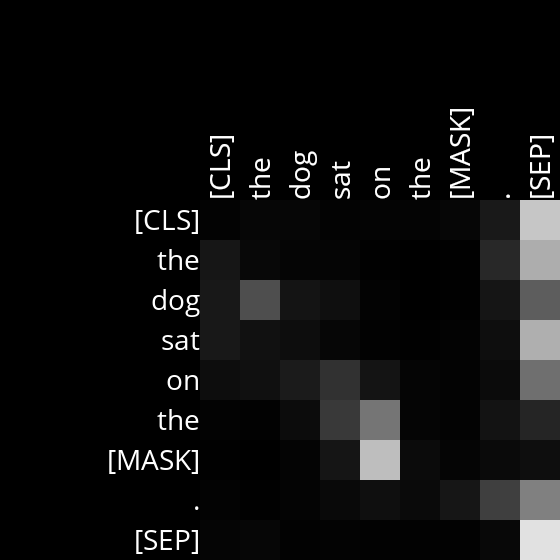 [CLS] the dog sat on the [MASK] . [SEP]
[CLS]
the
dog
sat
on
the
[MASK]
.
[SEP]